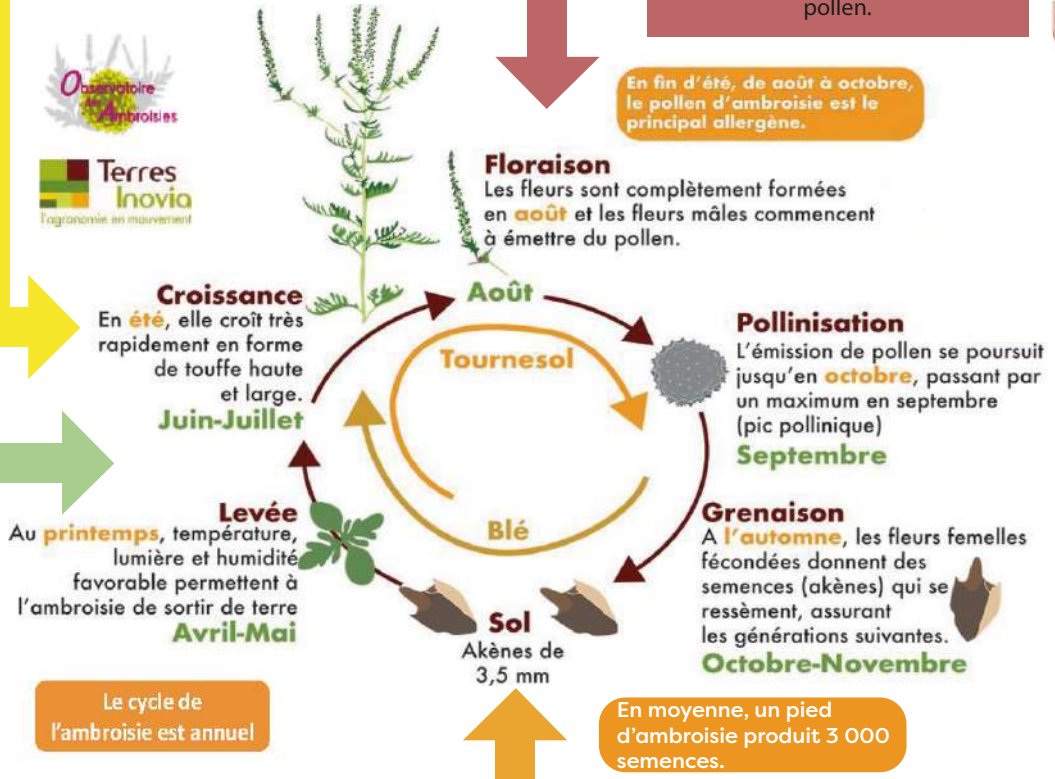 pollen.
Observatoire
des
Ambroisies
Terres
Inovia
l'agronomie en mouvement
En fin d'été, de août à octobre,
le pollen d'ambroisie est le
principal allergène.
Floraison
Les fleurs sont complètement formées
en août et les fleurs mâles commencent
à émettre du pollen.
Août
Croissance
En été, elle croît très
rapidement en forme
de touffe haute
et large.
Juin-Juillet
Tournesol
Pollinisation
L'émission de pollen se poursuit
jusqu'en octobre, passant par
un maximum en septembre
(pic pollinique)
Septembre
Levée
Au printemps, température,
lumière et humidité
favorable permettent à
l'ambroisie de sortir de terre
Avril-Mai
Blé
Grenaison
A l'automne, les fleurs femelles
fécondées donnent des
semences (akènes) qui se
ressèment, assurant
les générations suivantes.
Octobre-Novembre
Sol
Akènes de
3,5 mm
Le cycle de
l'ambroisie est annuel
En moyenne, un pied
d'ambroisie produit 3 000
semences.